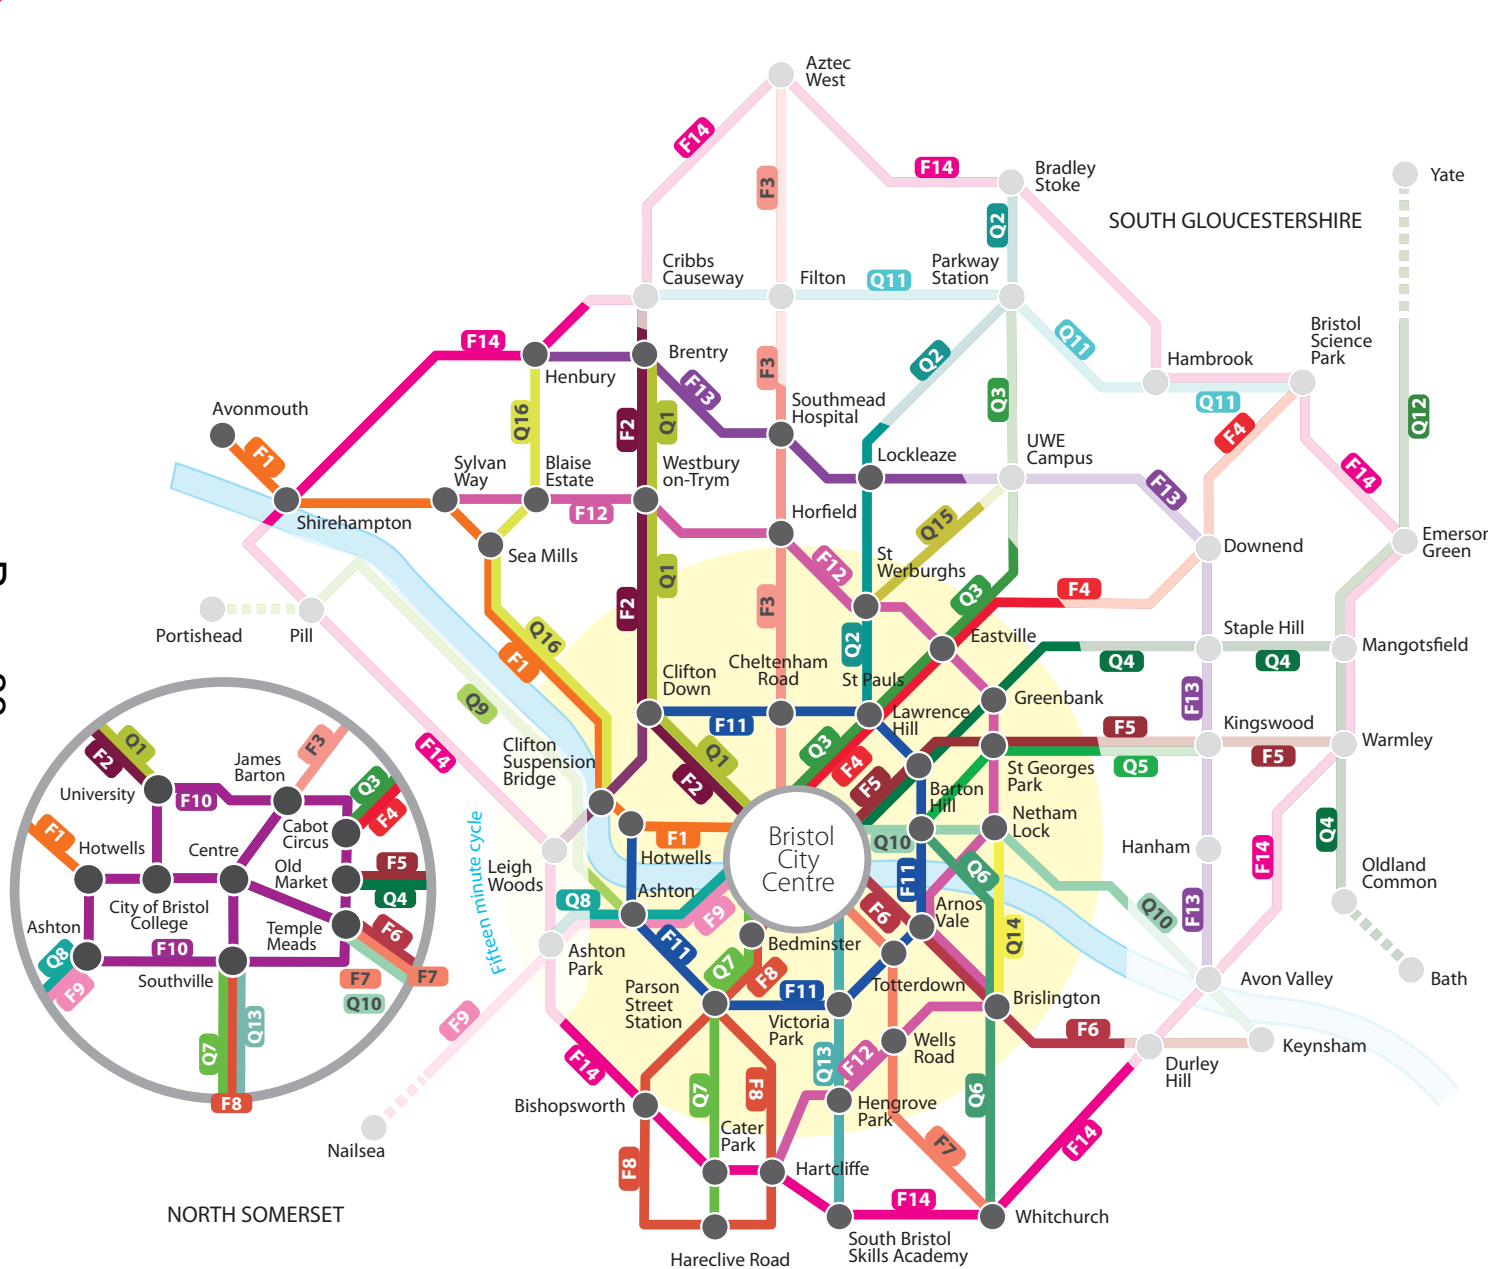 Aztec
West
F14
F14
F3
Bradley
Stoke
Yate
Q2
SOUTH GLOUCESTERSHIRE
Cribbs
Causeway
Filton
Q11
Parkway
Station
Q11
Bristol
Science
Park
F14
Brentry
Henbury
F3
Q2
Hambrook
Q11
Q3
Q12
F13
Southmead
Hospital
Avonmouth
Q16
F2
Q1
F4
UWE
Campus
F1
Sylvan
Way
Blaise
Estate
Westbury
on-Trym
Lockleaze
F14
F13
F12
Shirehampton
Horfield
Q15
Sea Mills
St
Werburghs
Downend
Emerson
Green
F12
Q1
F2
F3
Q3
F4
Portishead
Pill
Q16
F1
Q2
Eastville
Staple Hill
Mangotsfield
Q4
Q4
Cheltenham
Road
Clifton
Down
St Pauls
Greenbank
F13
Q9
F11
Lawrence
Hill
F5
Kingswood
F5
Warmley
Q3
F4
F5
Q1
F2
Clifton
Suspension
Bridge
F14
St Georges
Park
Q5
Barton
Hill
Netham
Lock
Fifteen minute cycle
F1
Hotwells
Bristol
City
Centre
Q10
Q6
F11
Hanham
F14
Q4
Oldland
Common
Leigh
Woods
Q8
Ashton
F9
F6
Arnos
Vale
Q14
Q10
F13
Ashton
Park
F11
Bedminster
Q7
F8
Totterdown
Avon Valley
Bath
Parson
Street
Station
F11
Victoria
Park
Brislington
F6
F9
F14
Wells
Road
Q13
F12
Durley
Hill
Keynsham
Bishopsworth
Q7
F8
Hengrove
Park
Q6
Nailsea
Cater
Park
F7
F14
F8
Hartcliffe
F14
Whitchurch
NORTH SOMERSET
Hareclive Road
South Bristol
Skills Academy
Q1
F2
F3
James
Barton
University
F10
Q3
F4
F1
Cabot
Circus
Hotwells
Centre
Old
Market
F5
Q4
City of Bristol
College
Ashton
F10
Temple
Meads
F6
Q8
F9
Southville
F7
F7
Q10
Q7
Q13
F8